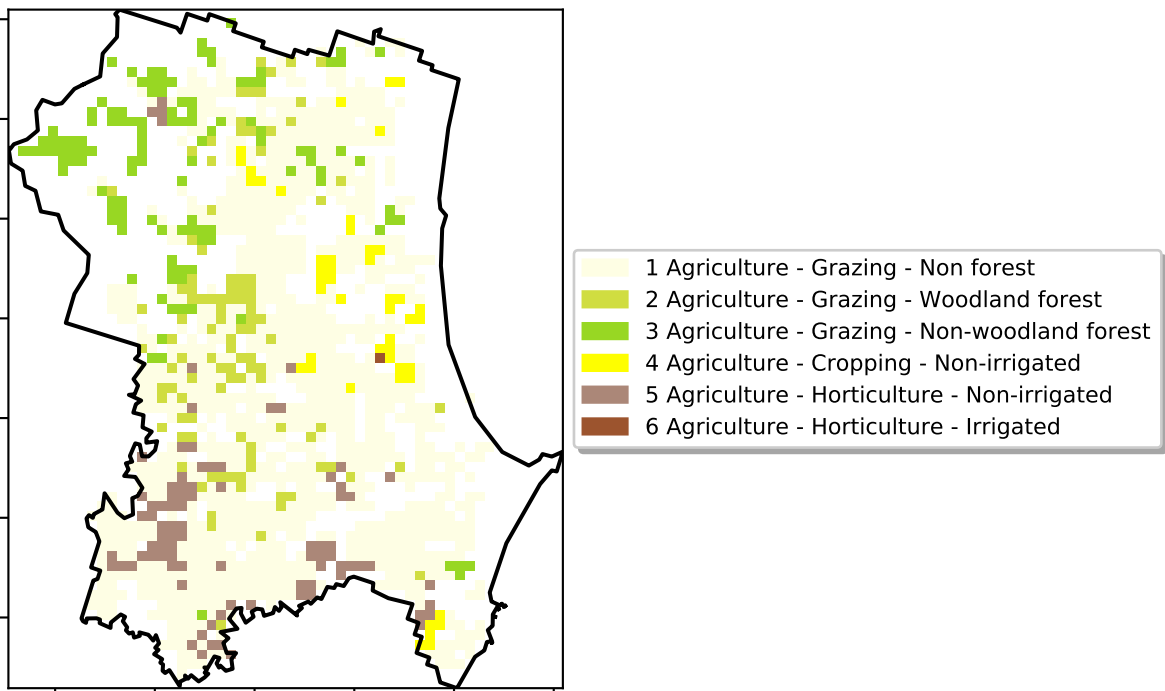 1 Agriculture - Grazing - Non forest
2 Agriculture - Grazing - Woodland forest
3 Agriculture - Grazing - Non-woodland forest
4 Agriculture - Cropping - Non-irrigated
5 Agriculture - Horticulture - Non-irrigated
6 Agriculture - Horticulture - Irrigated